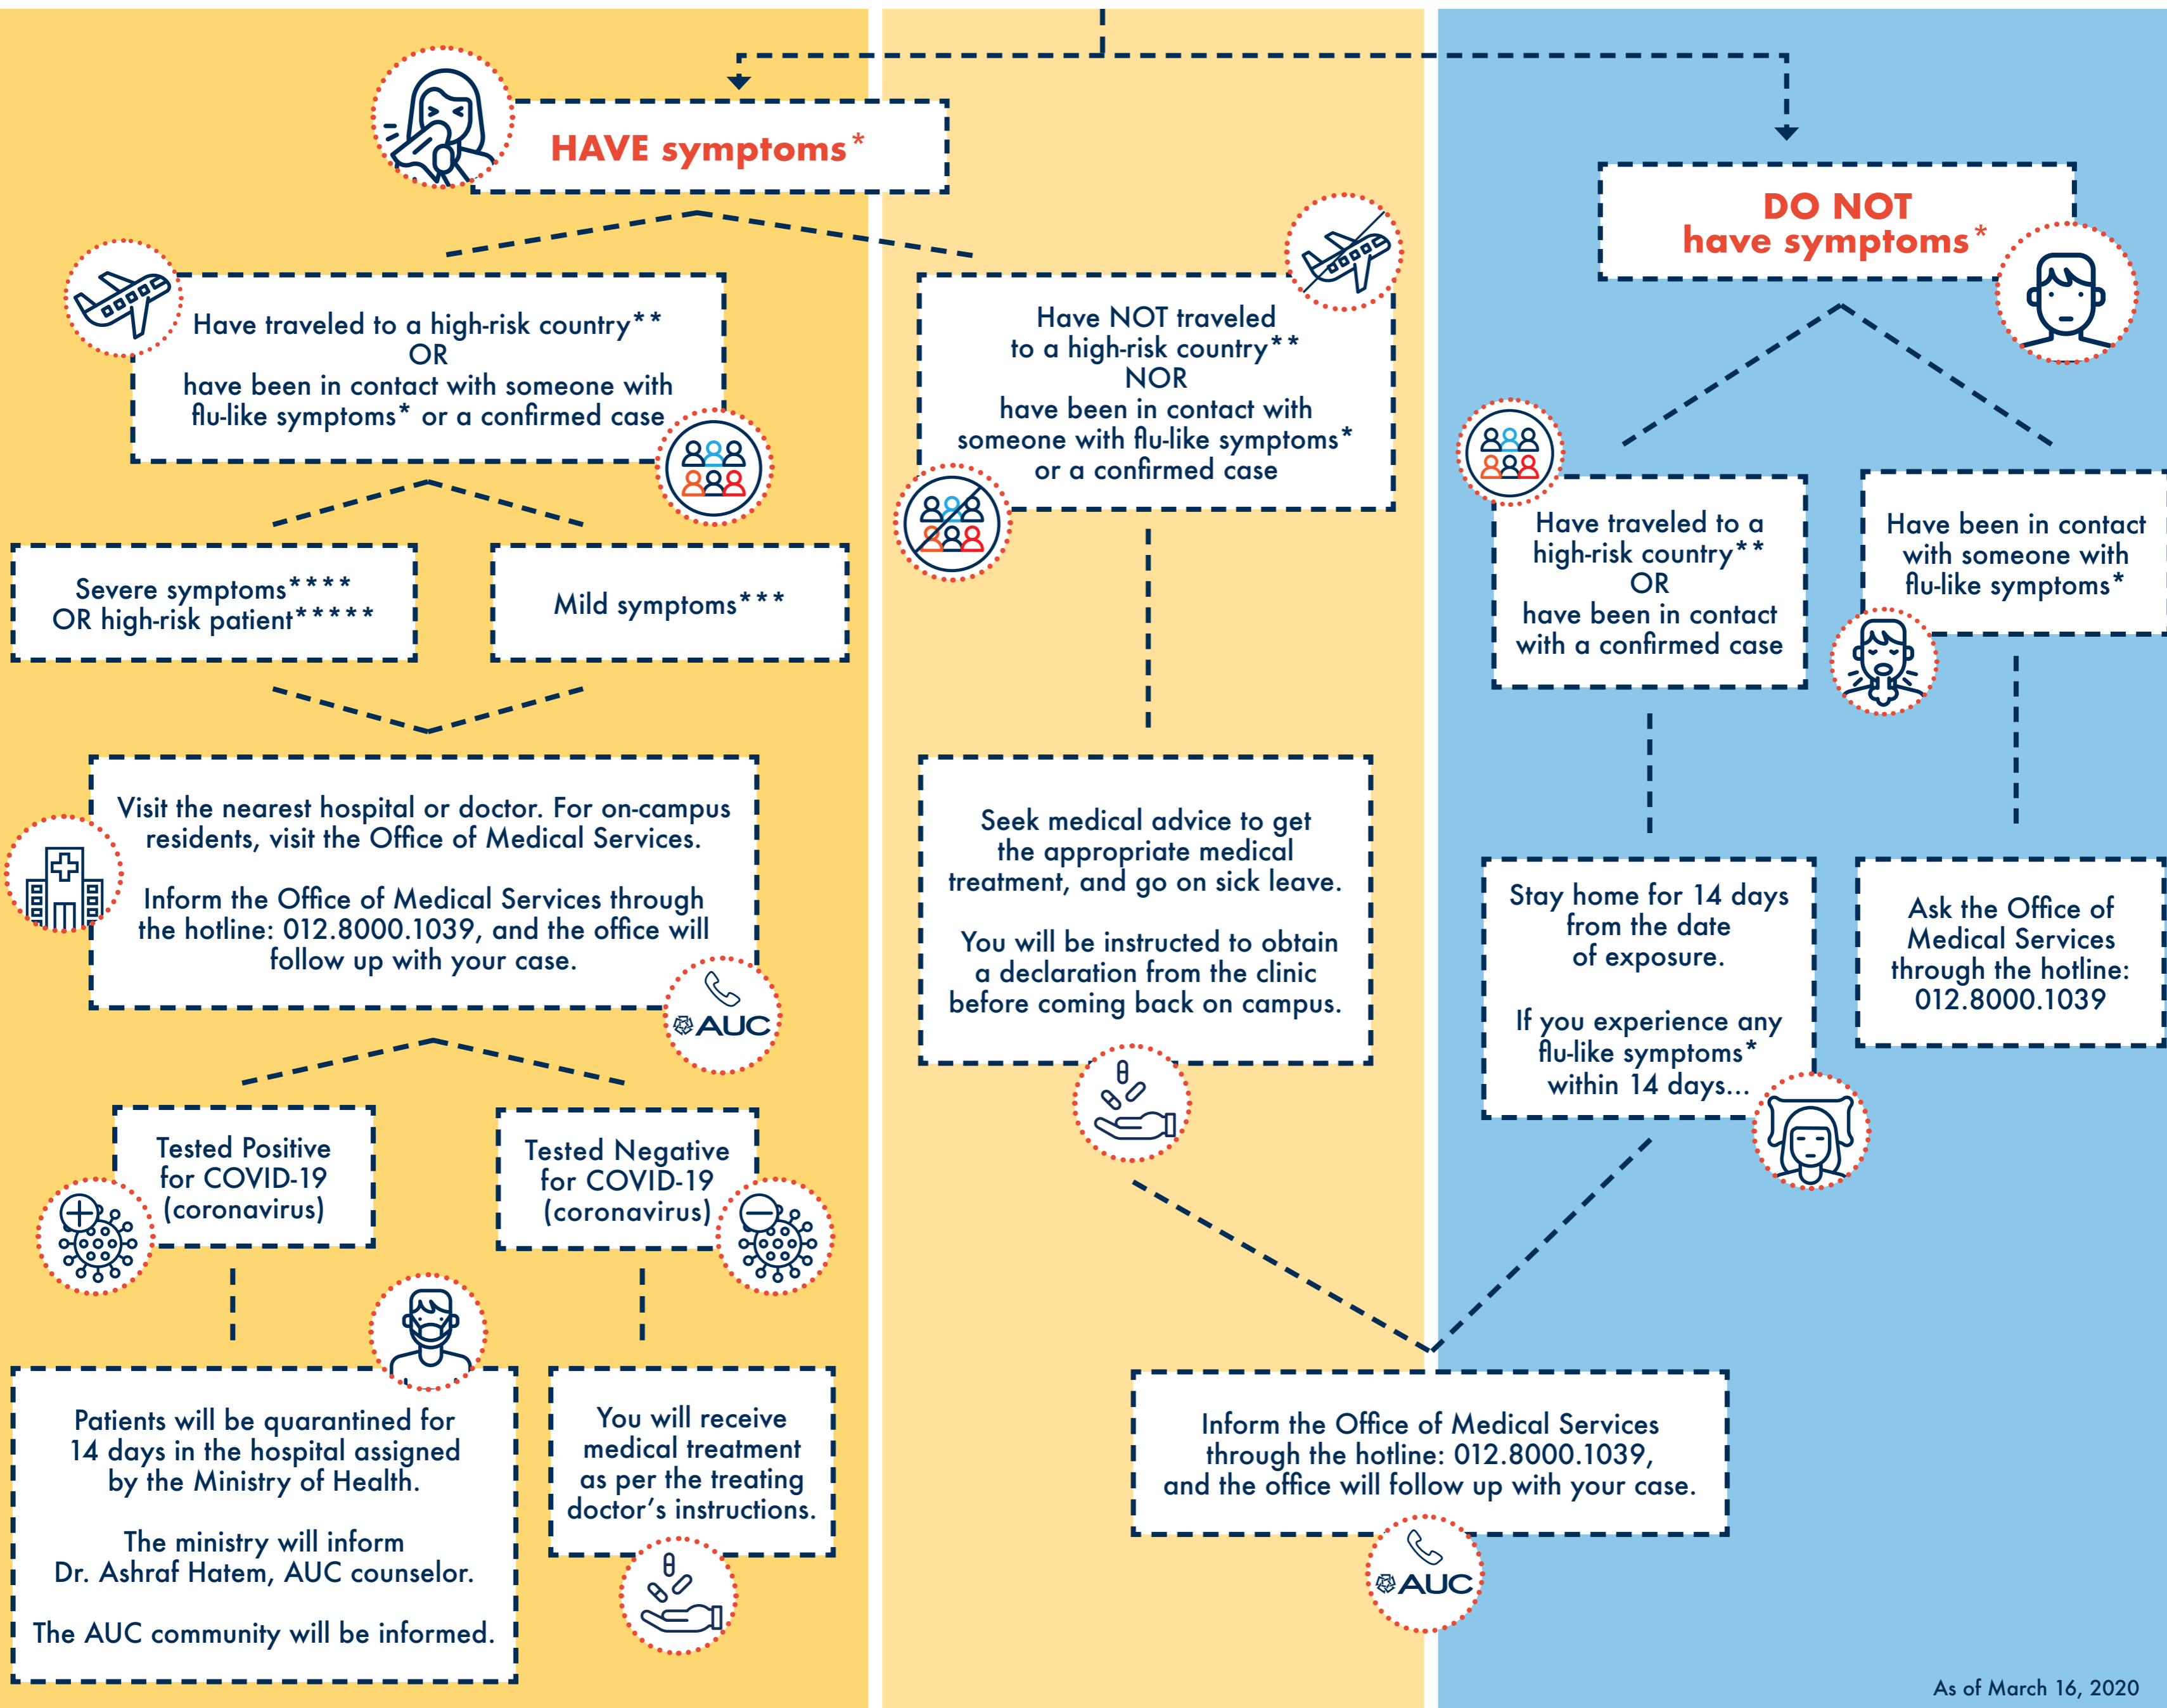 HAVE symptoms*
DO NOT
have symptoms*
Have traveled to a high-risk country**
OR
have been in contact with someone with
flu-like symptoms* or a confirmed case
Have NOT traveled
to a high-risk country**
NOR
have been in contact with
someone with flu-like symptoms*
or a confirmed case
Have traveled to a
high-risk country**
OR
have been in contact
with a confirmed case
Have been in contact
with someone with
flu-like symptoms*
Severe symptoms****
OR high-risk patient*****
Mild symptoms***
Visit the nearest hospital or doctor. For on-campus
residents, visit the Office of Medical Services.
Inform the Office of Medical Services through
the hotline: 012.8000.1039, and the office will
follow up with your case.
AUC
Seek medical advice to get
the appropriate medical
treatment, and go on sick leave.
You will be instructed to obtain
a declaration from the clinic
before coming back on campus.
Stay home for 14 days
from the date
of exposure.
If you experience any
flu-like symptoms*
within 14 days...
Ask the Office of
Medical Services
through the hotline:
012.8000.1039
Tested Positive
for COVID-19
(coronavirus)
Tested Negative
for COVID-19
(coronavirus)
Patients will be quarantined for
14 days in the hospital assigned
by the Ministry of Health.
The ministry will inform
Dr. Ashraf Hatem, AUC counselor.
The AUC community will be informed.
You will receive
medical treatment
as per the treating
doctor's instructions.
Inform the Office of Medical Services
through the hotline: 012.8000.1039,
and the office will follow up with your case.
AUC
As of March 16, 2020